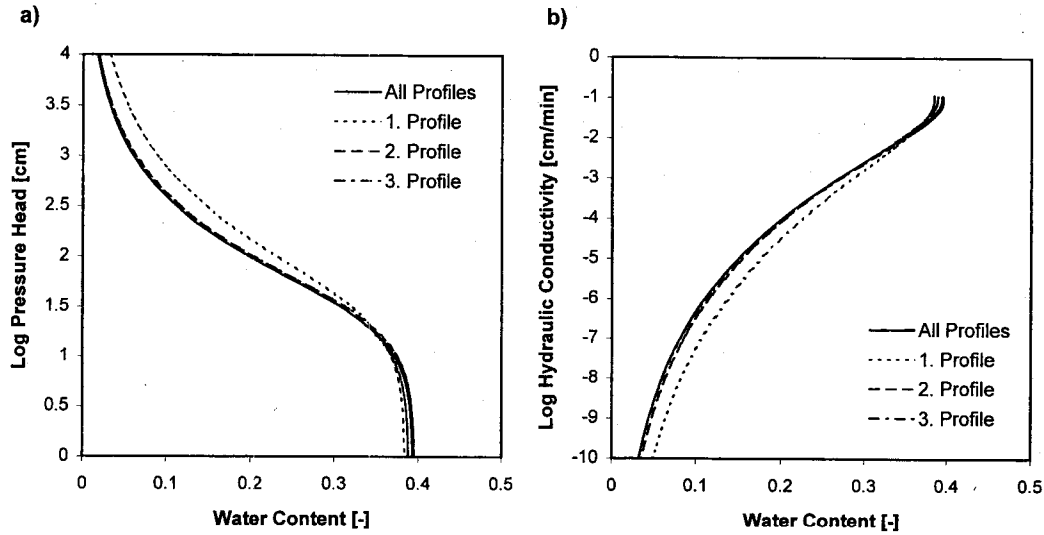 a)
4
3.5
3
2.5
2
1.5
1
0.5
0
Log Pressure Head [cm]
All Profiles
1. Profile
2. Profile
3. Profile
0 0.1 0.2 0.3 0.4 0.5
Water Content [-]
b)
0
-1
-2
-3
-4
-5
-6
-7
-8
-9
-10
Log Hydraulic Conductivity [cm/min]
All Profiles
1. Profile
2. Profile
3. Profile
0 0.1 0.2 0.3 0.4 0.5
Water Content [-]